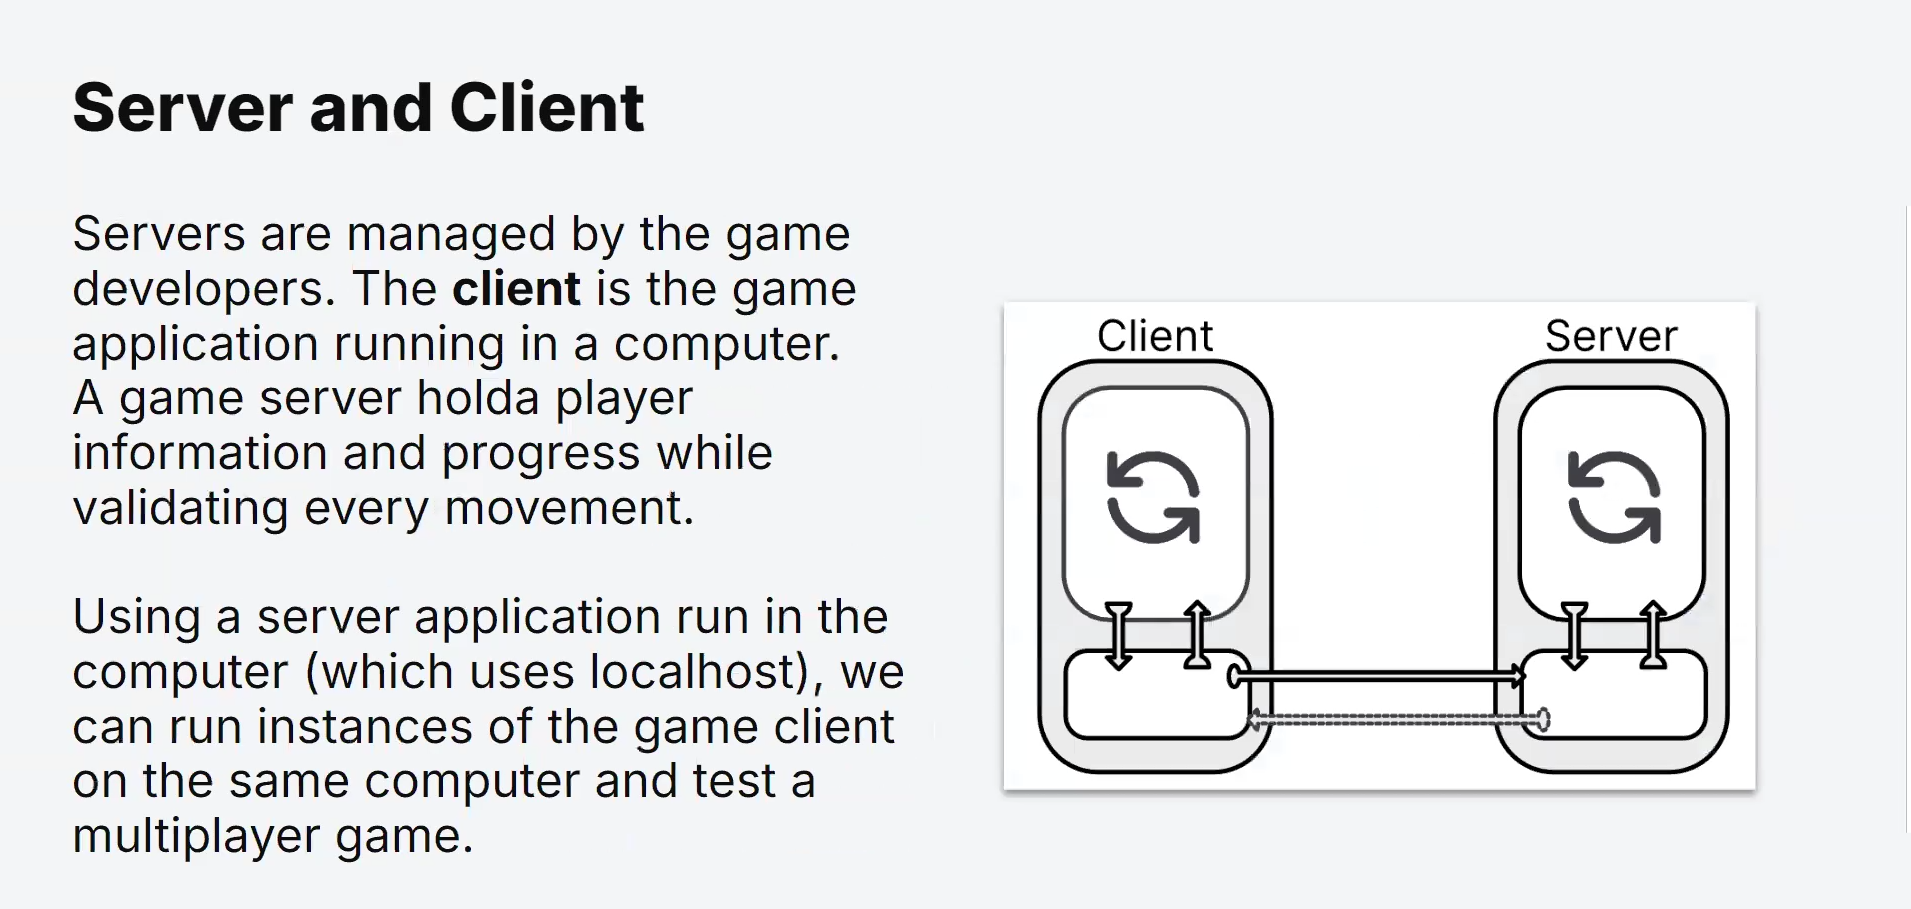 Server and Client
Servers are managed by the game
developers. The client is the game
application running in a computer.
A game server holda player
information and progress while
validating every movement.
Using a server application run in the
computer (which uses localhost), we
can run instances of the game client
on the same computer and test a
multiplayer game.
Client
Server